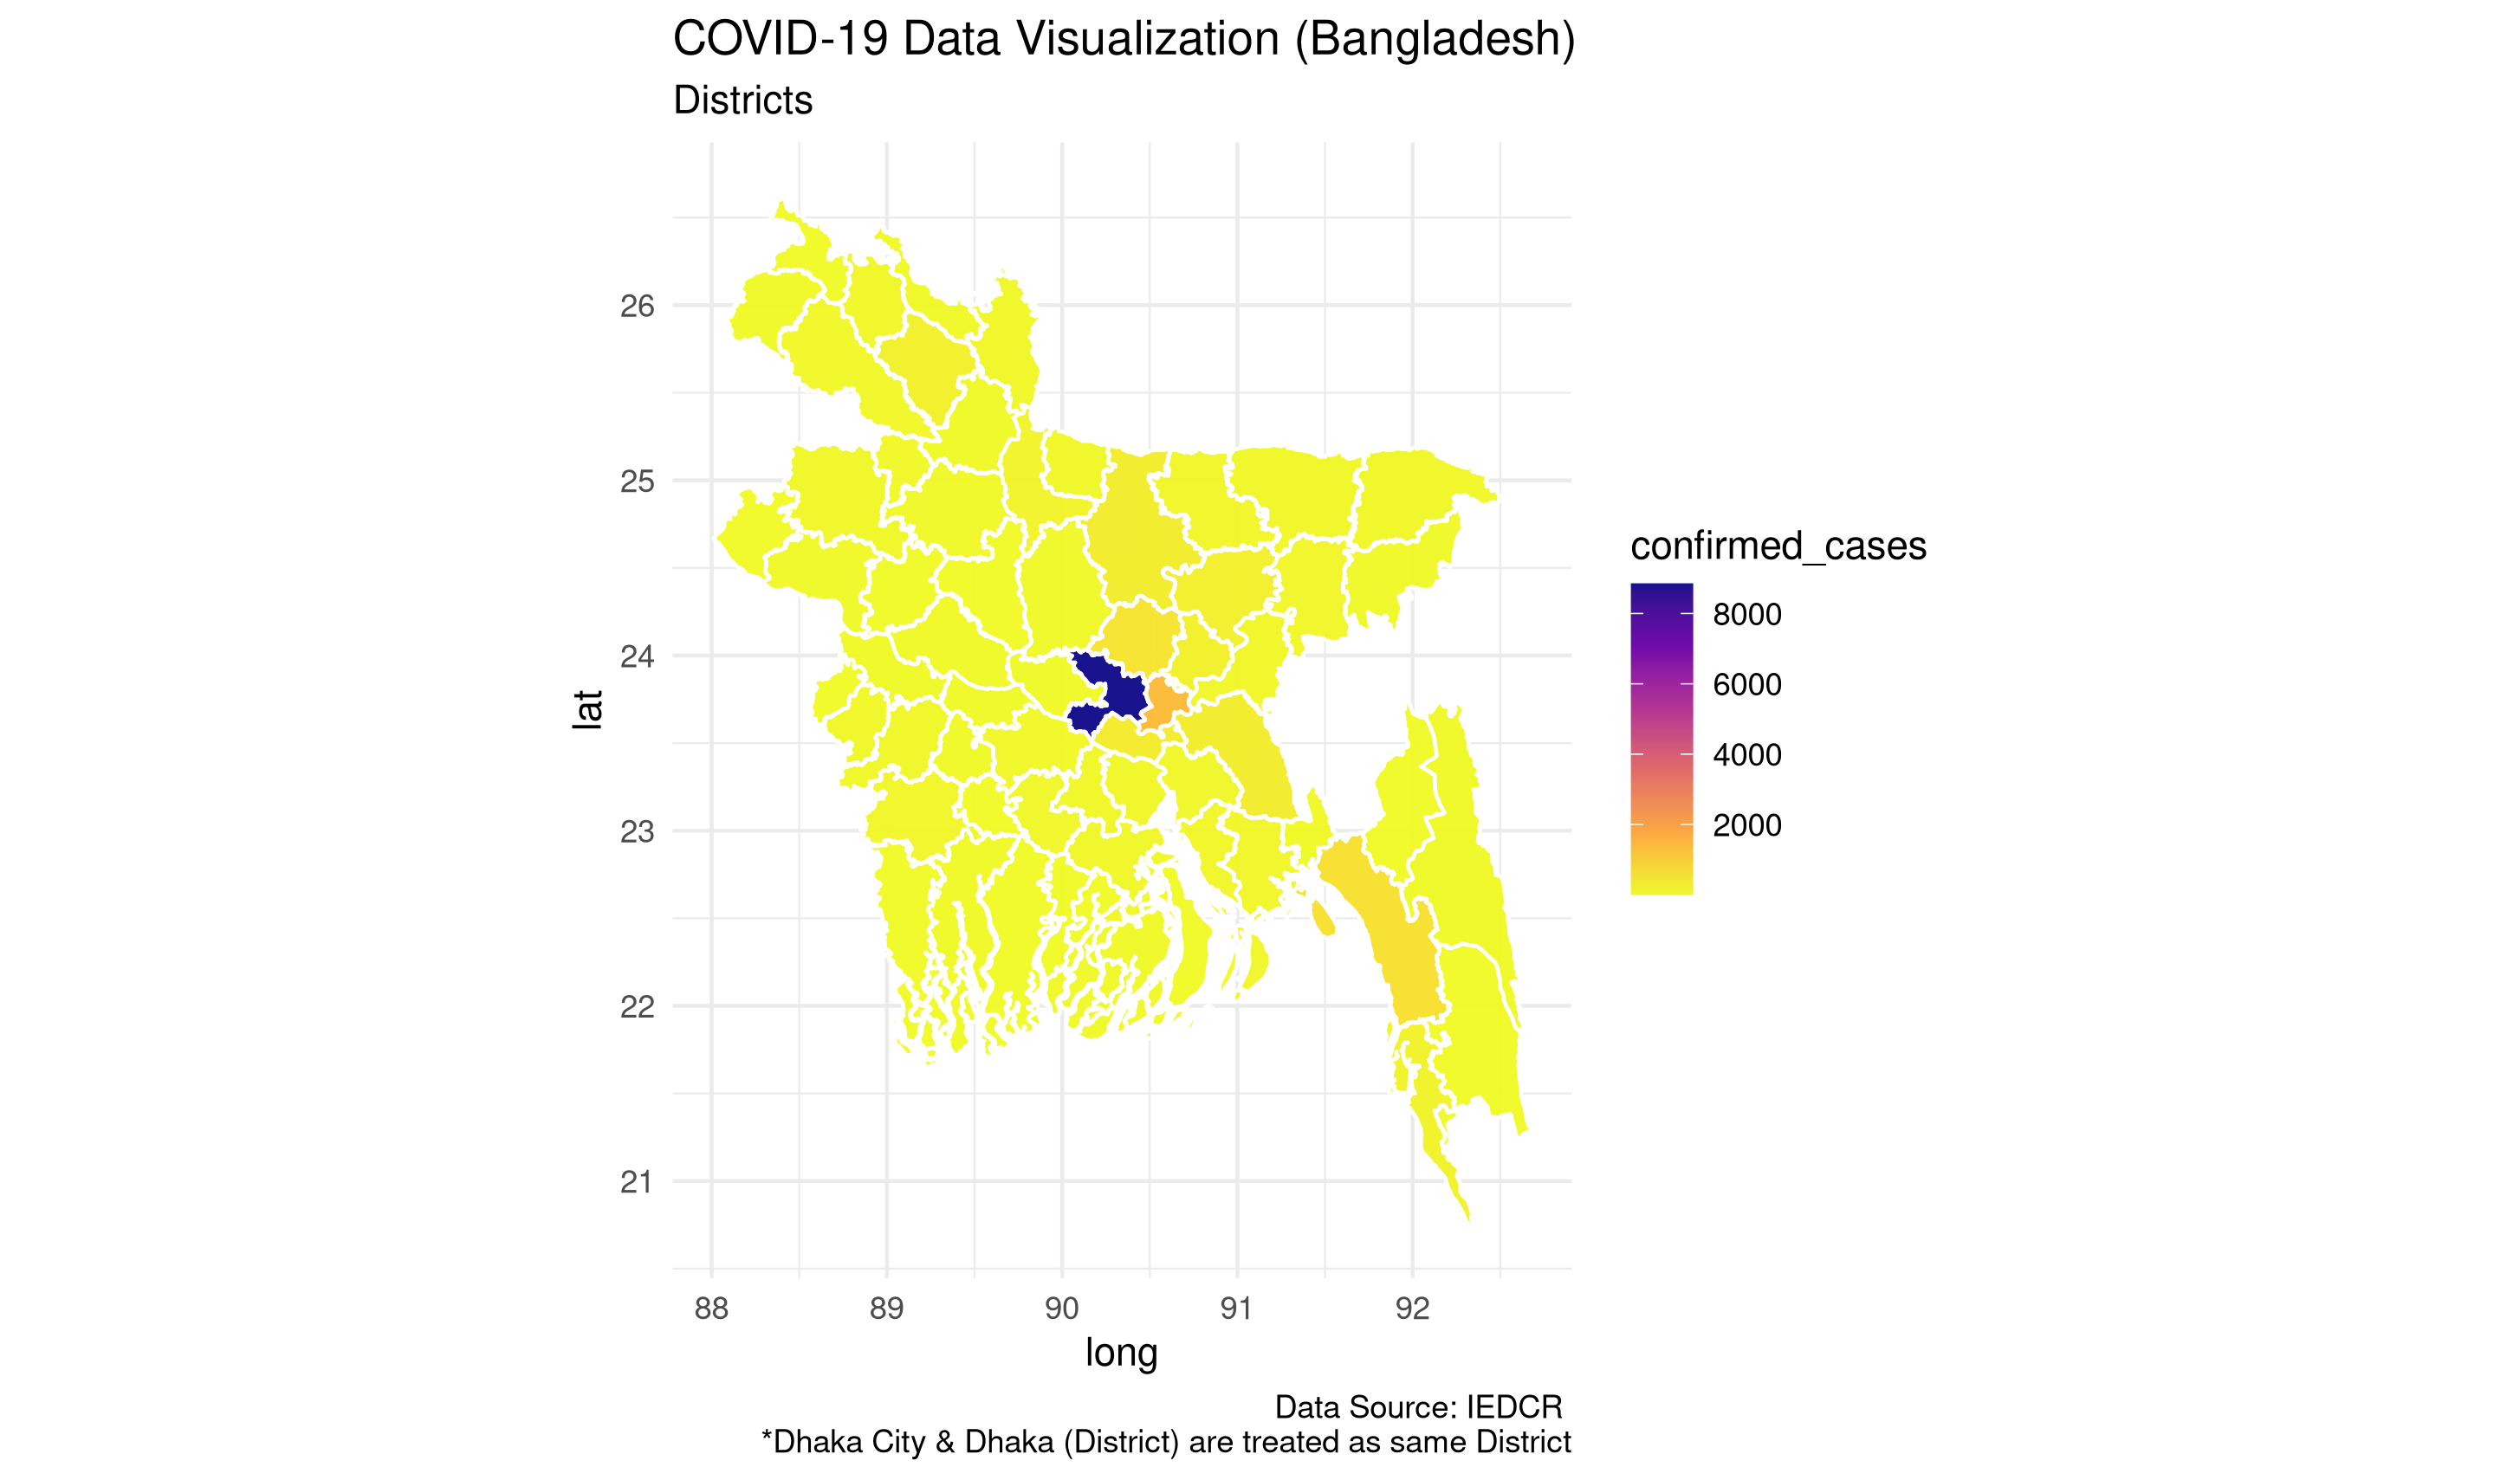 COVID-19 Data Visualization (Bangladesh)
Districts
26
25
24
23
22
21
lat
88 89 90 91 92
long
confirmed_cases
8000
6000
4000
2000
Data Source: IEDCR
*Dhaka City & Dhaka (District) are treated as same District